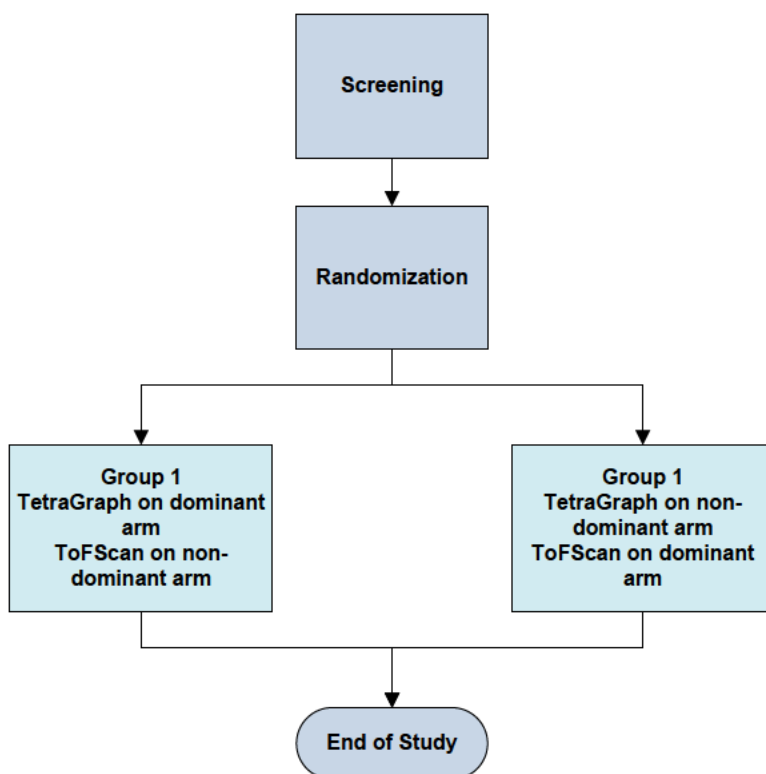 Screening
Randomization
Group 1
TetraGraph on dominant
arm
ToFScan on non-
dominant arm
Group 1
TetraGraph on non-
dominant arm
ToFScan on dominant
arm
End of Study